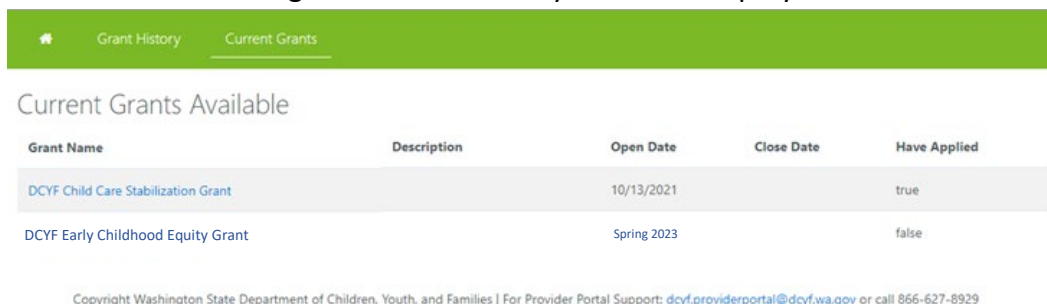 Grant History Current Grants
Current Grants Available
Grant Name Description Open Date Close Date Have Applied
DCYF Child Care Stabilization Grant 10/13/2021 true
DCYF Early Childhood Equity Grant Spring 2023 false
Copyright Washington State Department of Children, Youth, and Families | For Provider Portal Support: dcyf.providerportal@dcyf.wa.gov or call 866-627-8929